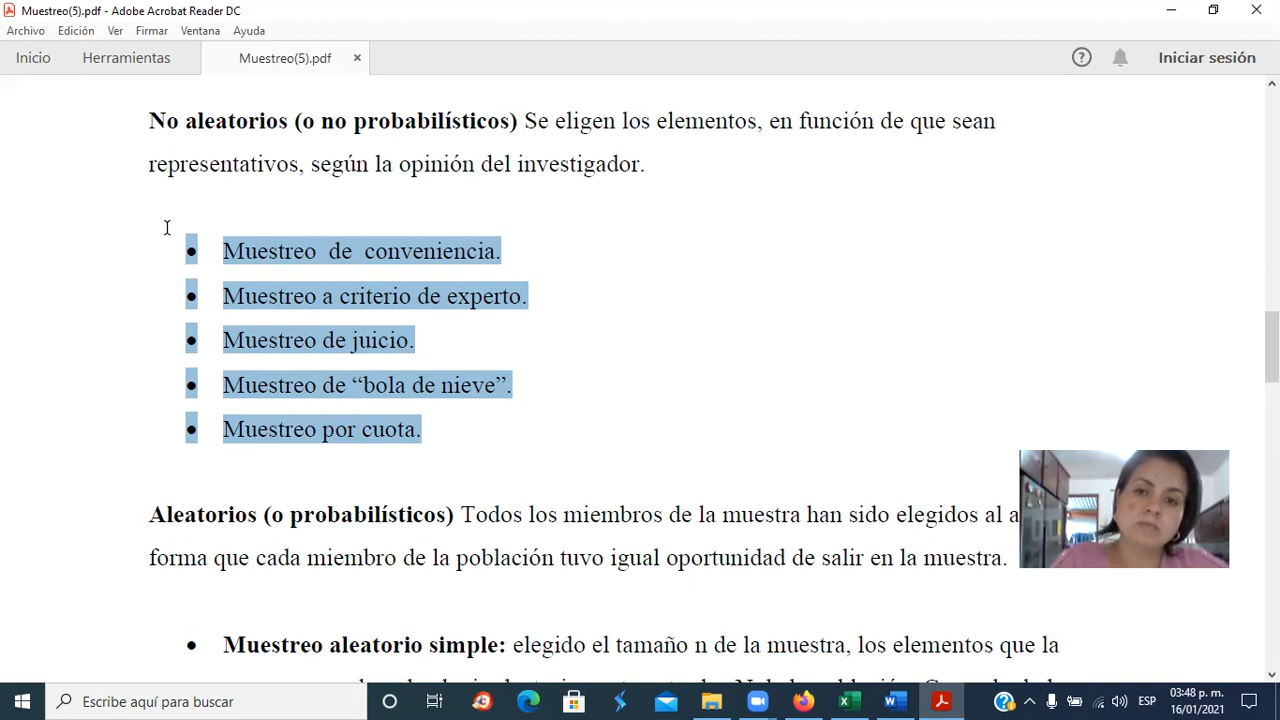 Muestreo(5).pdf - Adobe Acrobat Reader DC
Archivo Edición Ver Firmar Ventana Ayuda
Inicio Herramientas Muestreo(5).pdf × Iniciar sesión
No aleatorios (o no probabilísticos) Se eligen los elementos, en función de que sean
representativos, según la opinión del investigador.
• Muestreo de conveniencia.
• Muestreo a criterio de experto.
• Muestreo de juicio.
• Muestreo de “bola de nieve”.
• Muestreo por cuota.
Aleatorios (o probabilísticos) Todos los miembros de la muestra han sido elegidos al a
forma que cada miembro de la población tuvo igual oportunidad de salir en la muestra.
• Muestreo aleatorio simple: elegido el tamaño n de la muestra, los elementos que la
Escribe aquí para buscar
ESP
03:48 p. m.
16/01/2021